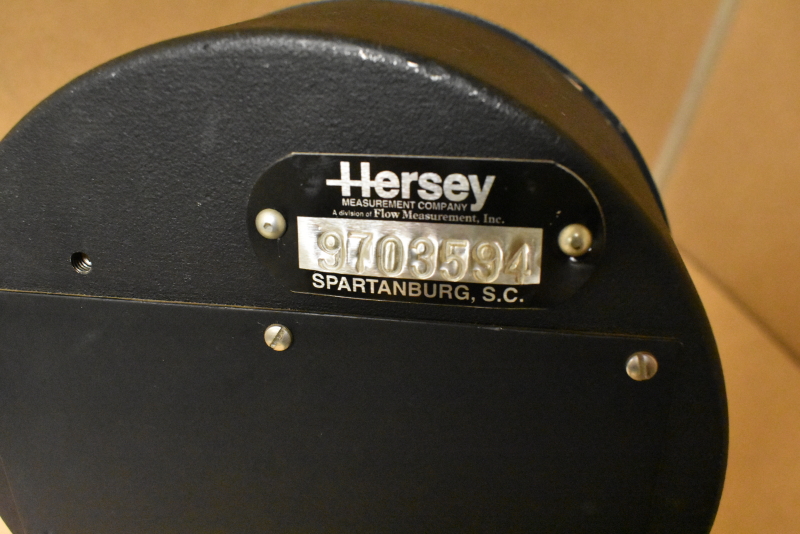 Hersey
MEASUREMENT COMPANY
A division of Flow Measurement, Inc.
9703594
SPARTANBURG, S.C.